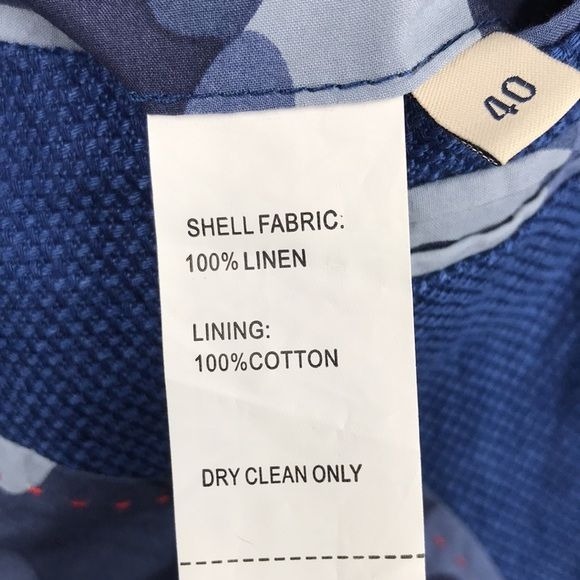 40
SHELL FABRIC:
100% LINEN
LINING:
100%COTTON
DRY CLEAN ONLY